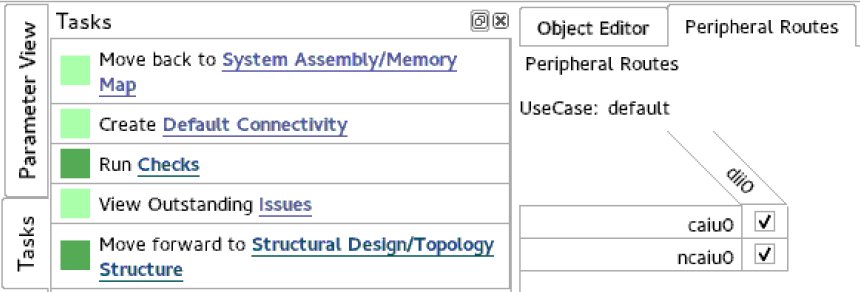 Parameter View
Tasks
Tasks
Move back to System Assembly/Memory
Map
Create Default Connectivity
Run Checks
View Outstanding Issues
Move forward to Structural Design/Topology
Structure
Object Editor
Peripheral Routes
Peripheral Routes
UseCase: default
dii0
caiu0
ncaiu0